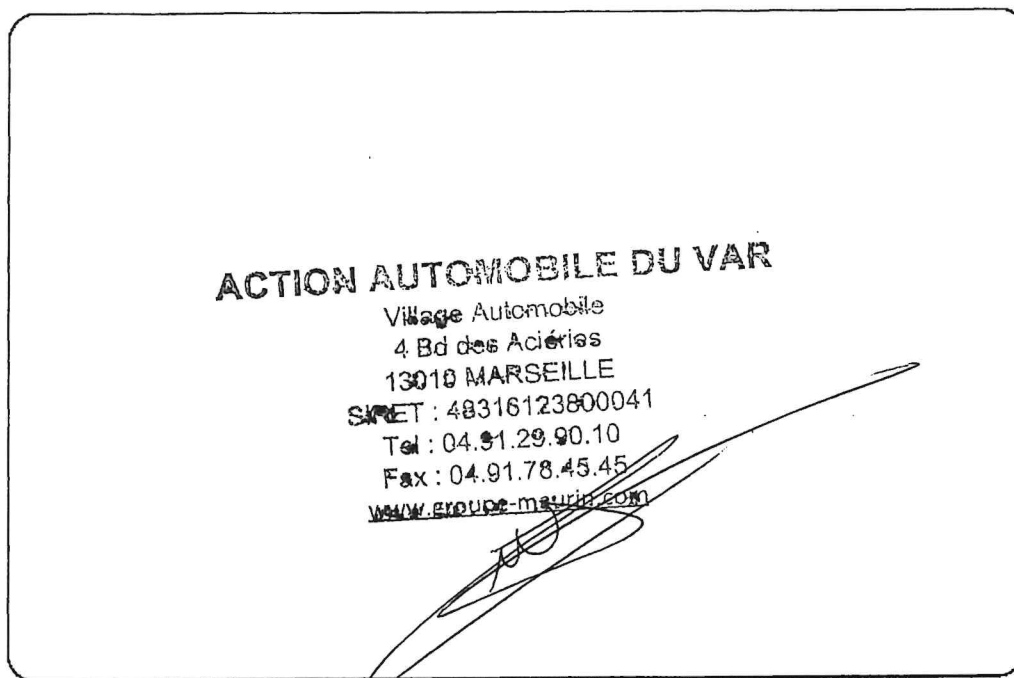 ACTION AUTOMOBILE DU VAR
Village Automobile
4 Bd des Aciéries
13010 MARSEILLE
SIRET : 48316123800041
Tel : 04.91.29.90.10
Fax : 04.91.78.45.45
www.groupe-maurin.com